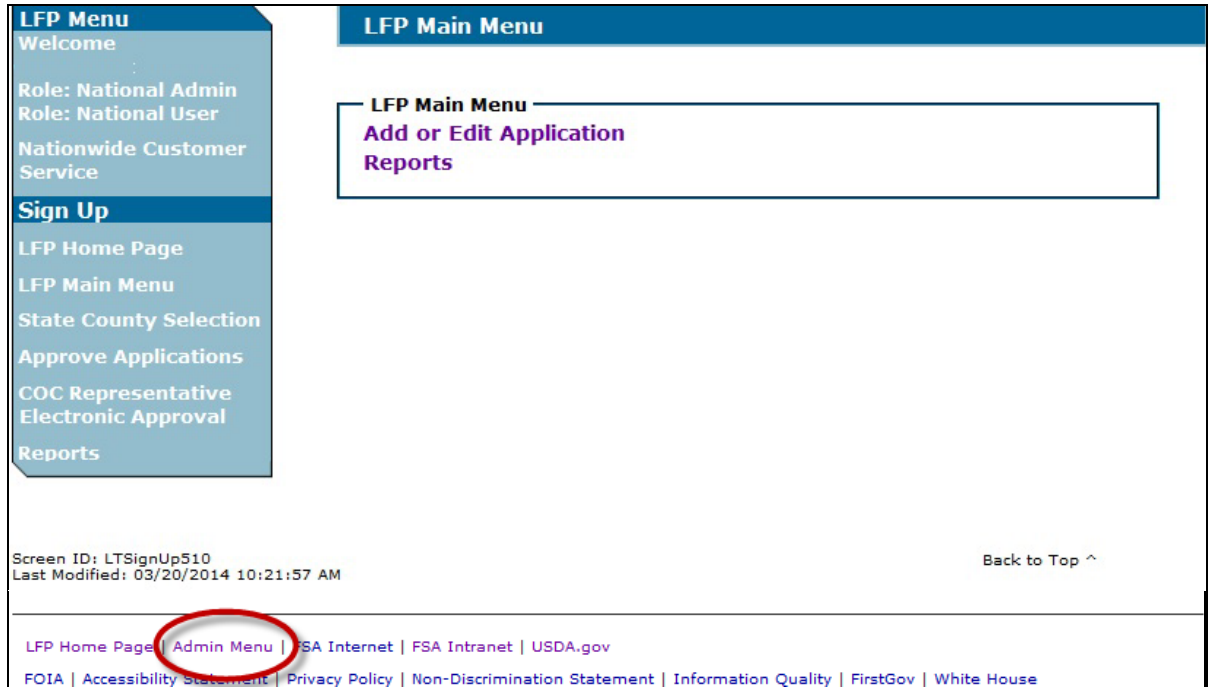 LFP Menu
Welcome
:
Role: National Admin
Role: National User
Nationwide Customer
Service
Sign Up
LFP Home Page
LFP Main Menu
State County Selection
Approve Applications
COC Representative
Electronic Approval
Reports
LFP Main Menu
LFP Main Menu
Add or Edit Application
Reports
Screen ID: LTSignUp510
Last Modified: 03/20/2014 10:21:57 AM
Back to Top ^
LFP Home Page | Admin Menu | FSA Internet | FSA Intranet | USDA.gov
FOIA | Accessibility Statement | Privacy Policy | Non-Discrimination Statement | Information Quality | FirstGov | White House